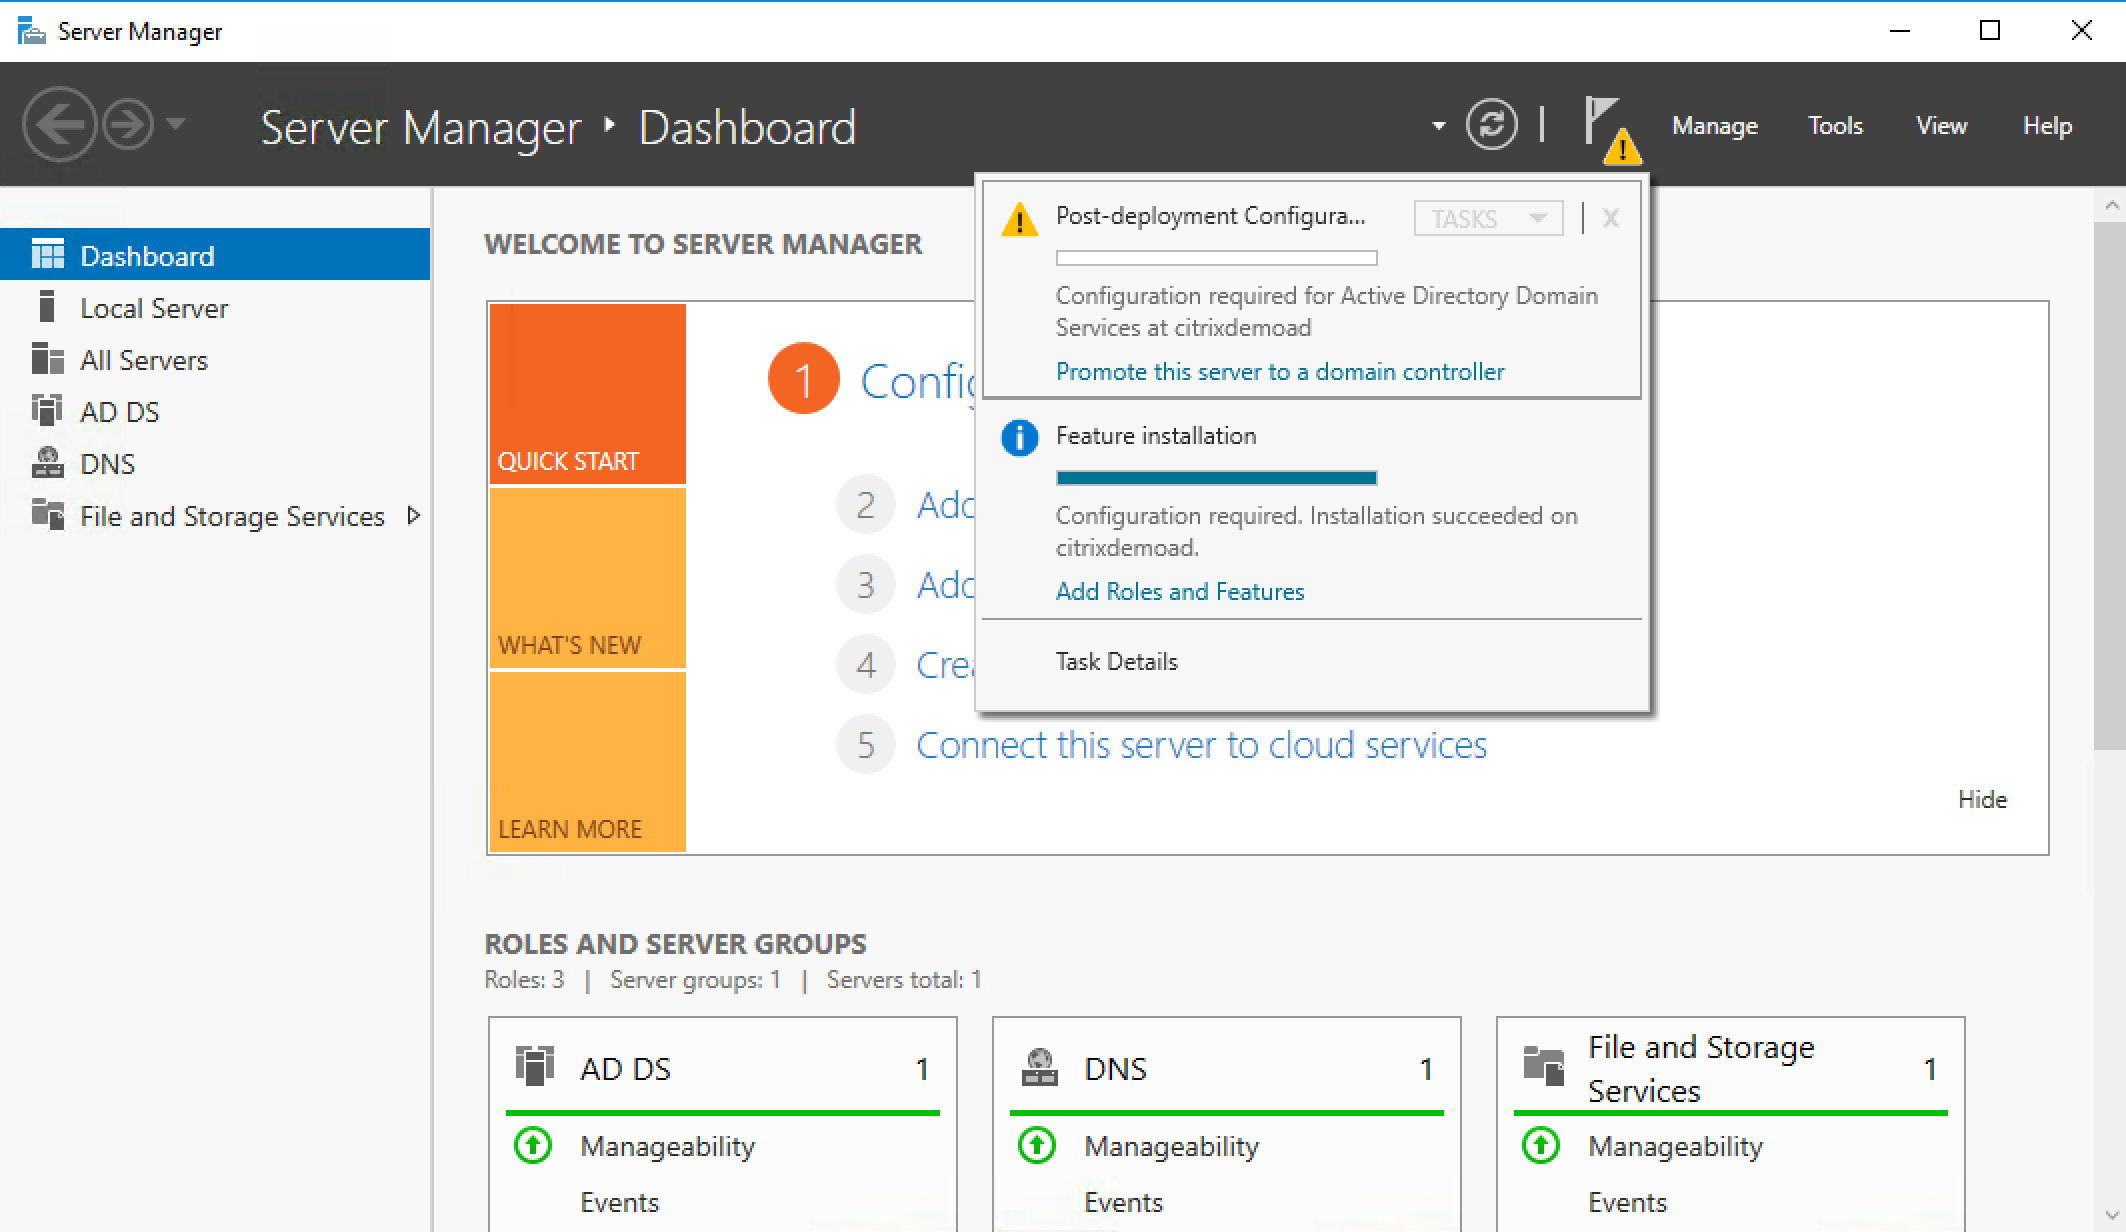 Server Manager
Server Manager
Dashboard
Manage
Tools
View
Help
Dashboard
Local Server
All Servers
AD DS
DNS
File and Storage Services
WELCOME TO SERVER MANAGER
QUICK START
WHAT'S NEW
LEARN MORE
1
Config
2
Add
3
Add
4
Crea
5
Connect this server to cloud services
Hide
Post-deployment Configura...
TASKS
X
Configuration required for Active Directory Domain
Services at citrixdemoad
Promote this server to a domain controller
Feature installation
Configuration required. Installation succeeded on
citrixdemoad.
Add Roles and Features
Task Details
ROLES AND SERVER GROUPS
Roles: 3 | Server groups: 1 | Servers total: 1
AD DS
1
Manageability
Events
DNS
1
Manageability
Events
File and Storage
Services
1
Manageability
Events